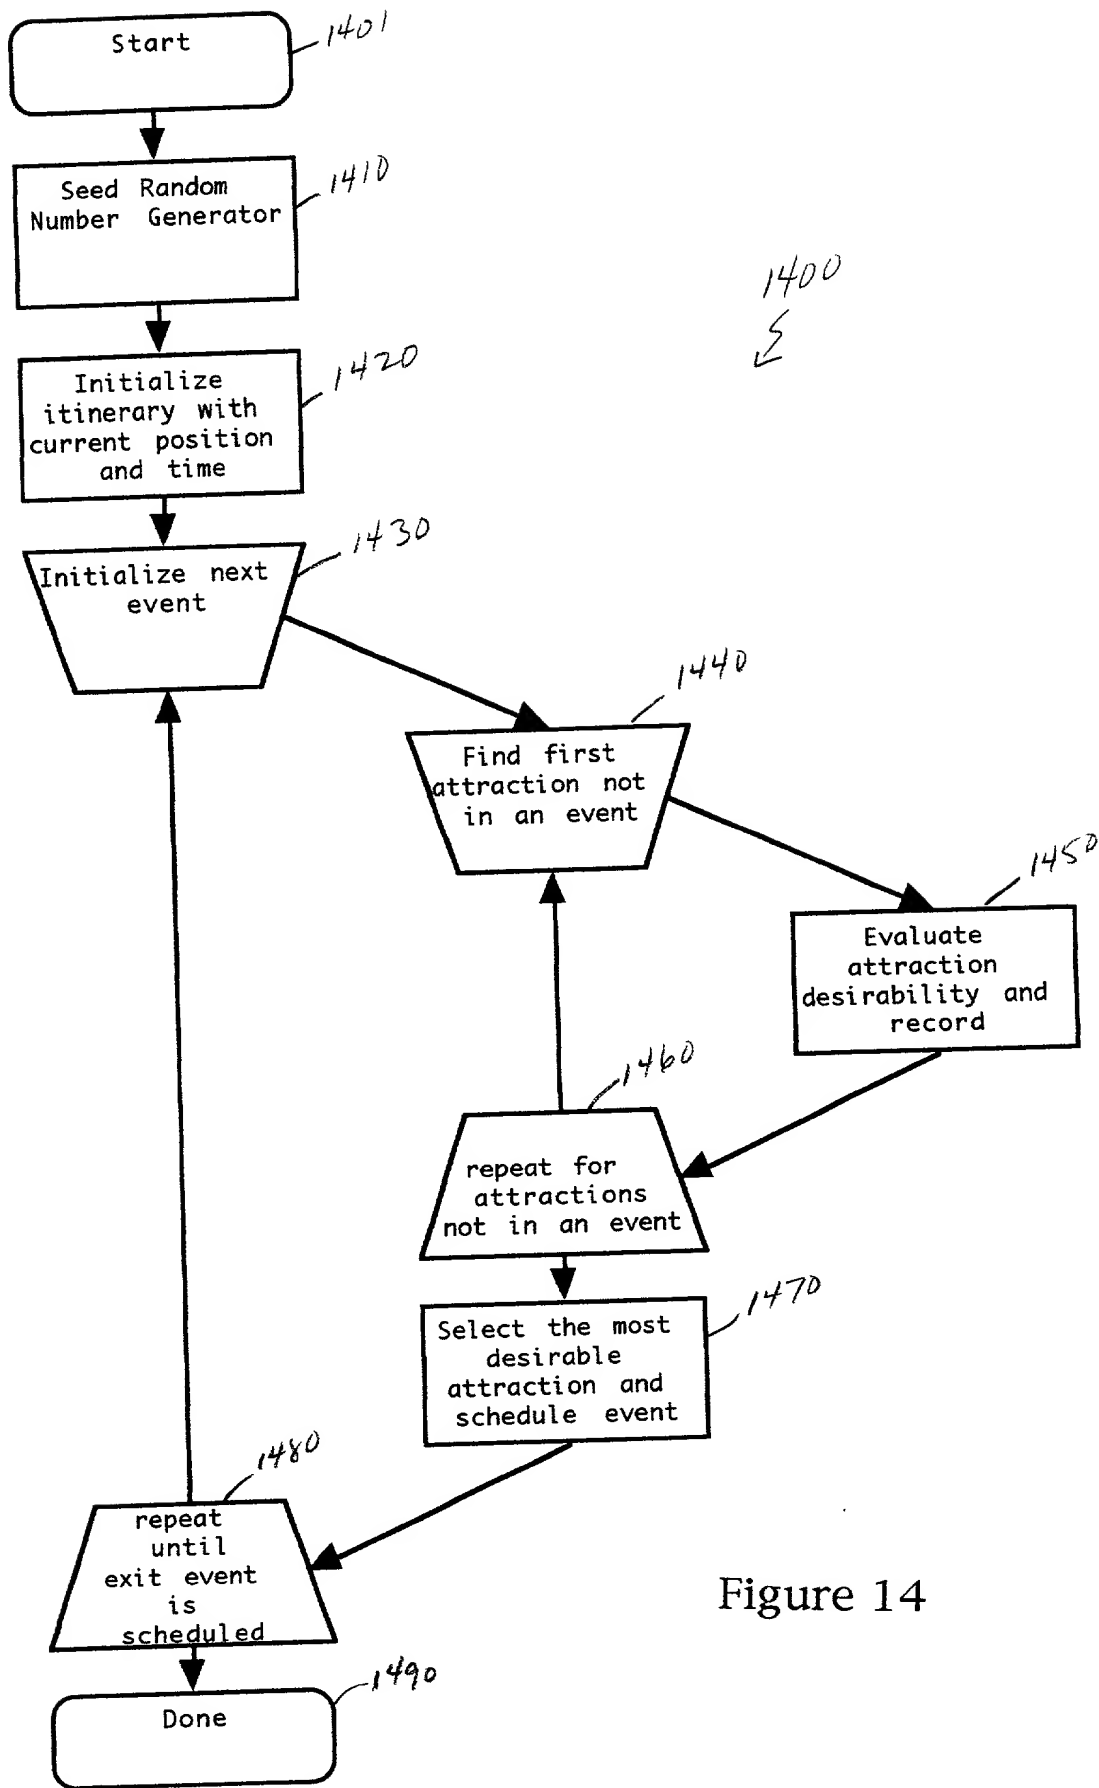 Start
1401
Seed Random
Number Generator
1410
1400
Initialize
itinerary with
current position
and time
1420
Initialize next
event
1430
Find first
attraction not
in an event
1440
Evaluate
attraction
desirability and
record
1450
repeat for
attractions
not in an event
1460
Select the most
desirable
attraction and
schedule event
1470
repeat
until
exit event
is
scheduled
1480
Done
1490
Figure 14